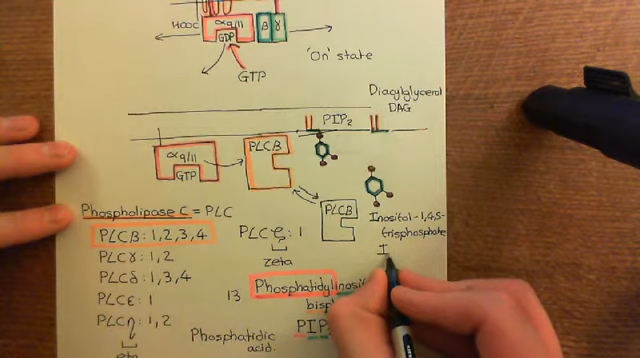 HOOC
αq/11
GDP
β γ
'On' state
GTP
Diacylglycerol
DAG
PIP2
αq/11
GTP
PLCβ
PLCβ
Inositol-1,4,5-
trisphosphate
I
Phospholipase C = PLC
PLCβ: 1,2,3,4
PLCγ: 1,2
PLCδ: 1,3,4
PLCε: 1
PLCη: 1,2
eta
PLCζ: 1
zeta
13
Phosphatidylinosit
bisp
PIP
Phosphatidic
acid.